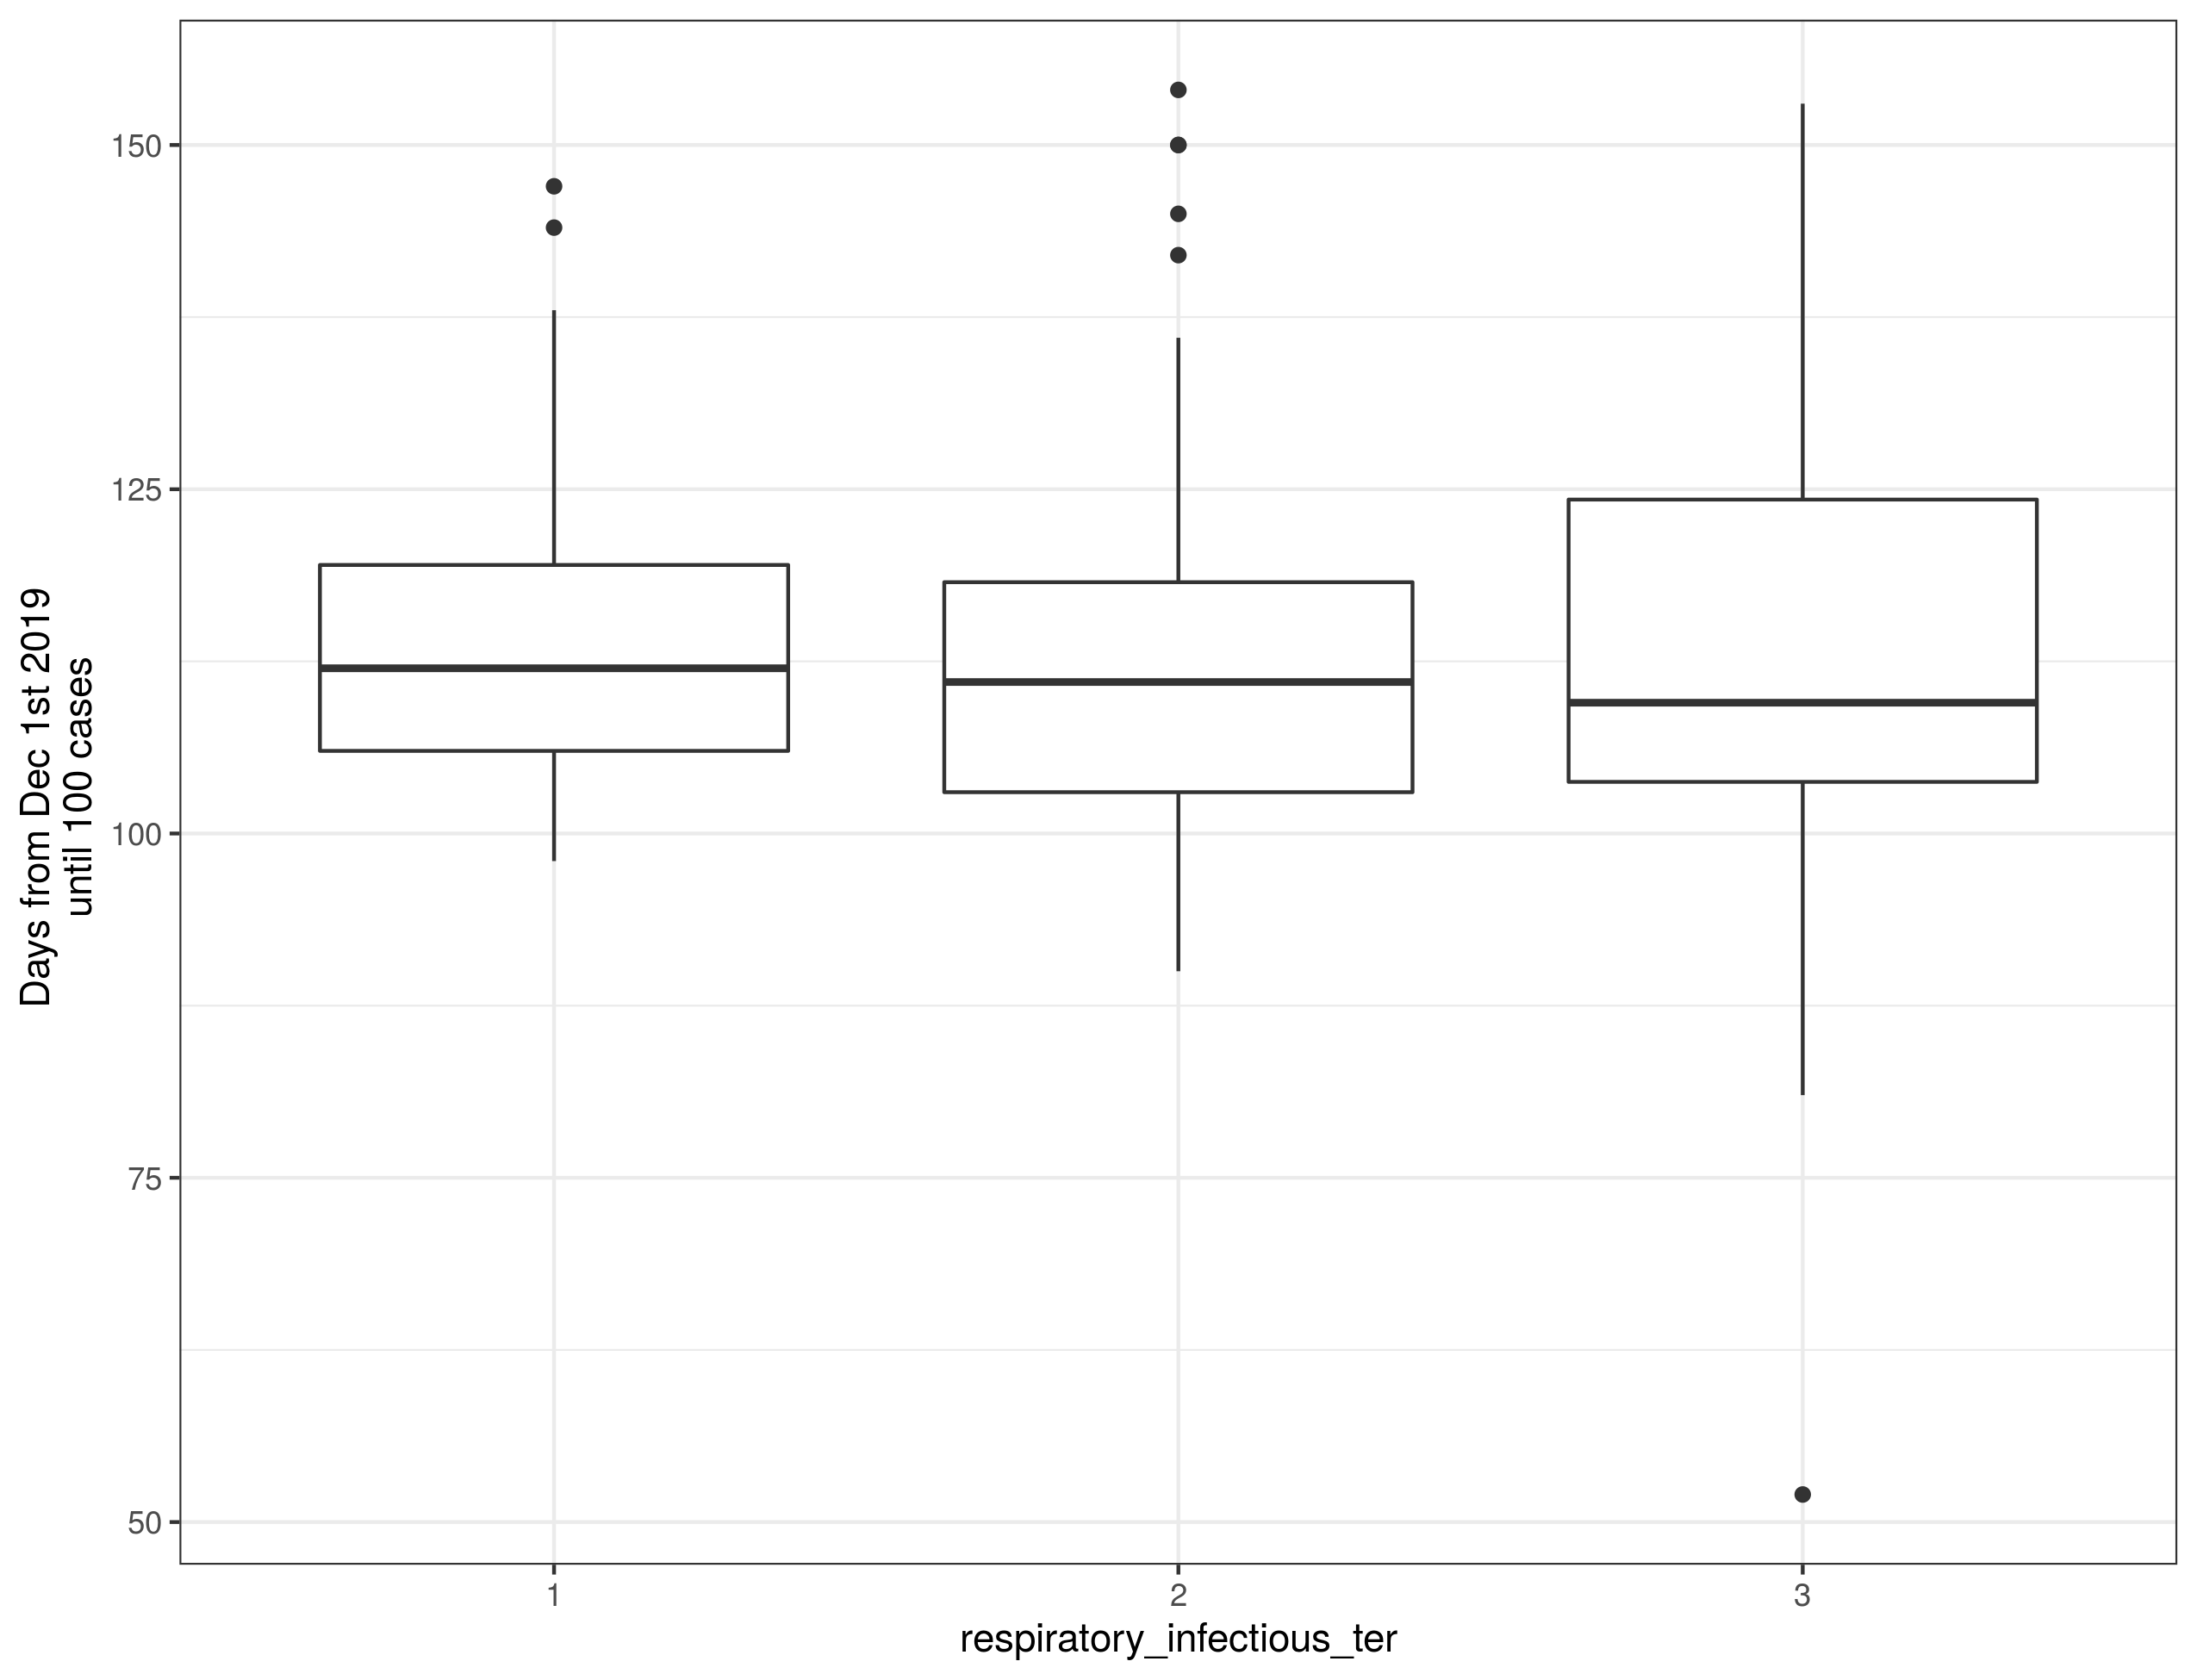 Days from Dec 1st 2019
until 100 cases
150
125
100
75
50
1
2
3
respiratory_infectious_ter